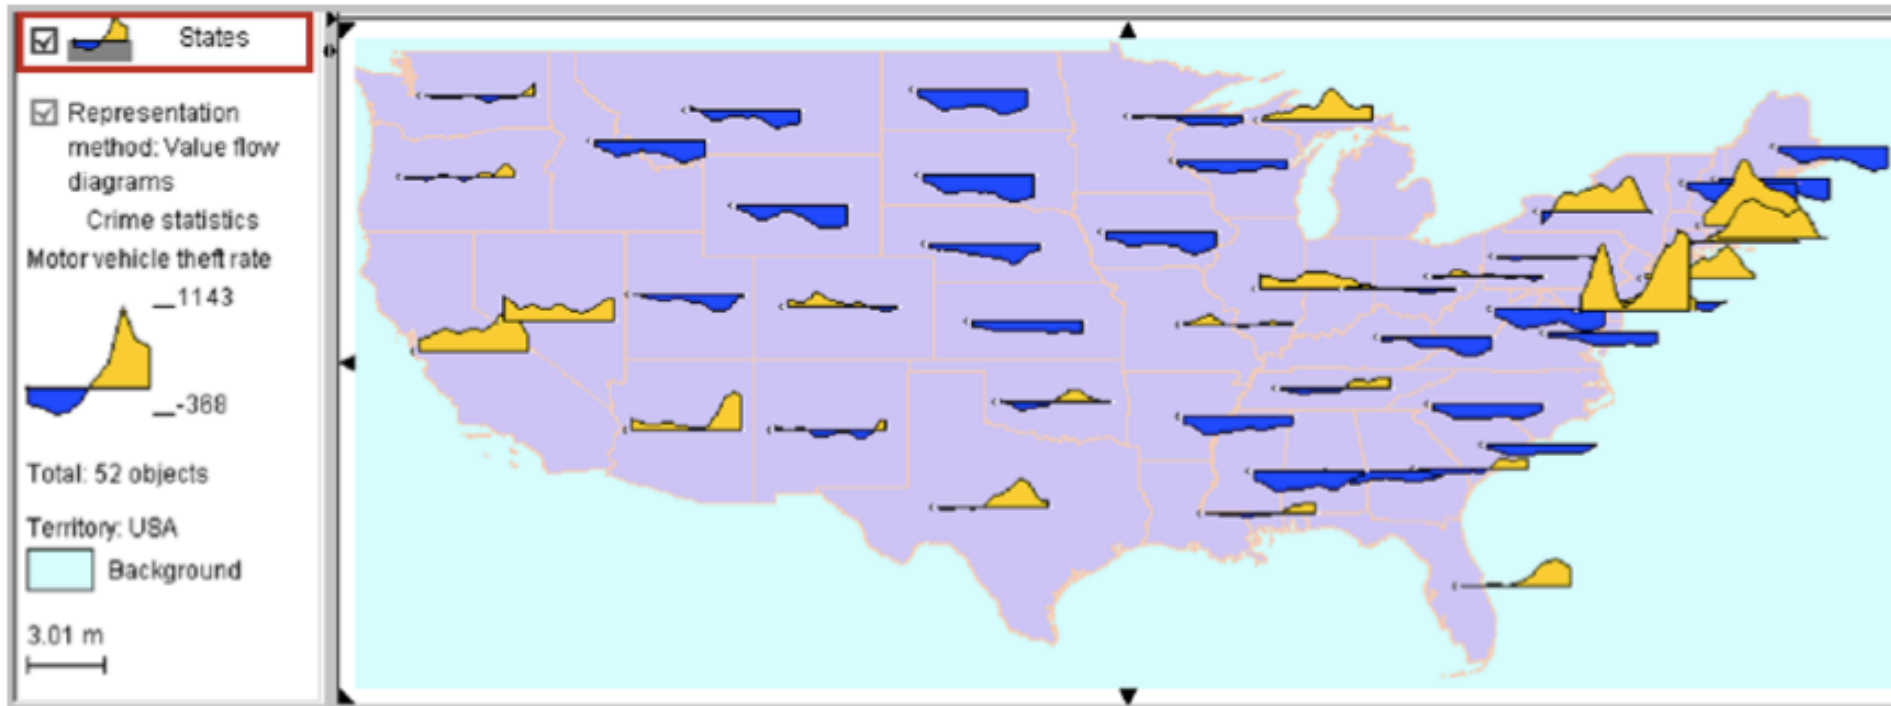 States
Representation
method: Value flow
diagrams
Crime statistics
Motor vehicle theft rate
1143
-368
Total: 52 objects
Territory: USA
Background
3.01 m